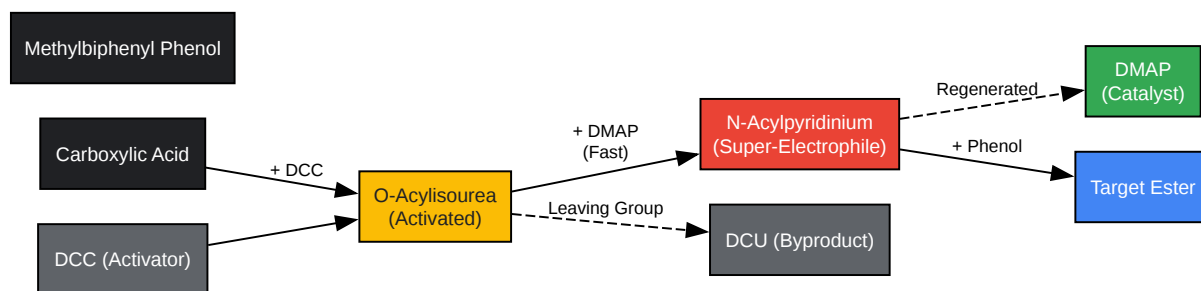 Methylbiphenyl Phenol
Carboxylic Acid
+ DCC
DCC (Activator)
O-Acylisourea
(Activated)
+ DMAP
(Fast)
Leaving Group
N-Acylpyridinium
(Super-Electrophile)
DCU (Byproduct)
Regenerated
+ Phenol
DMAP
(Catalyst)
Target Ester